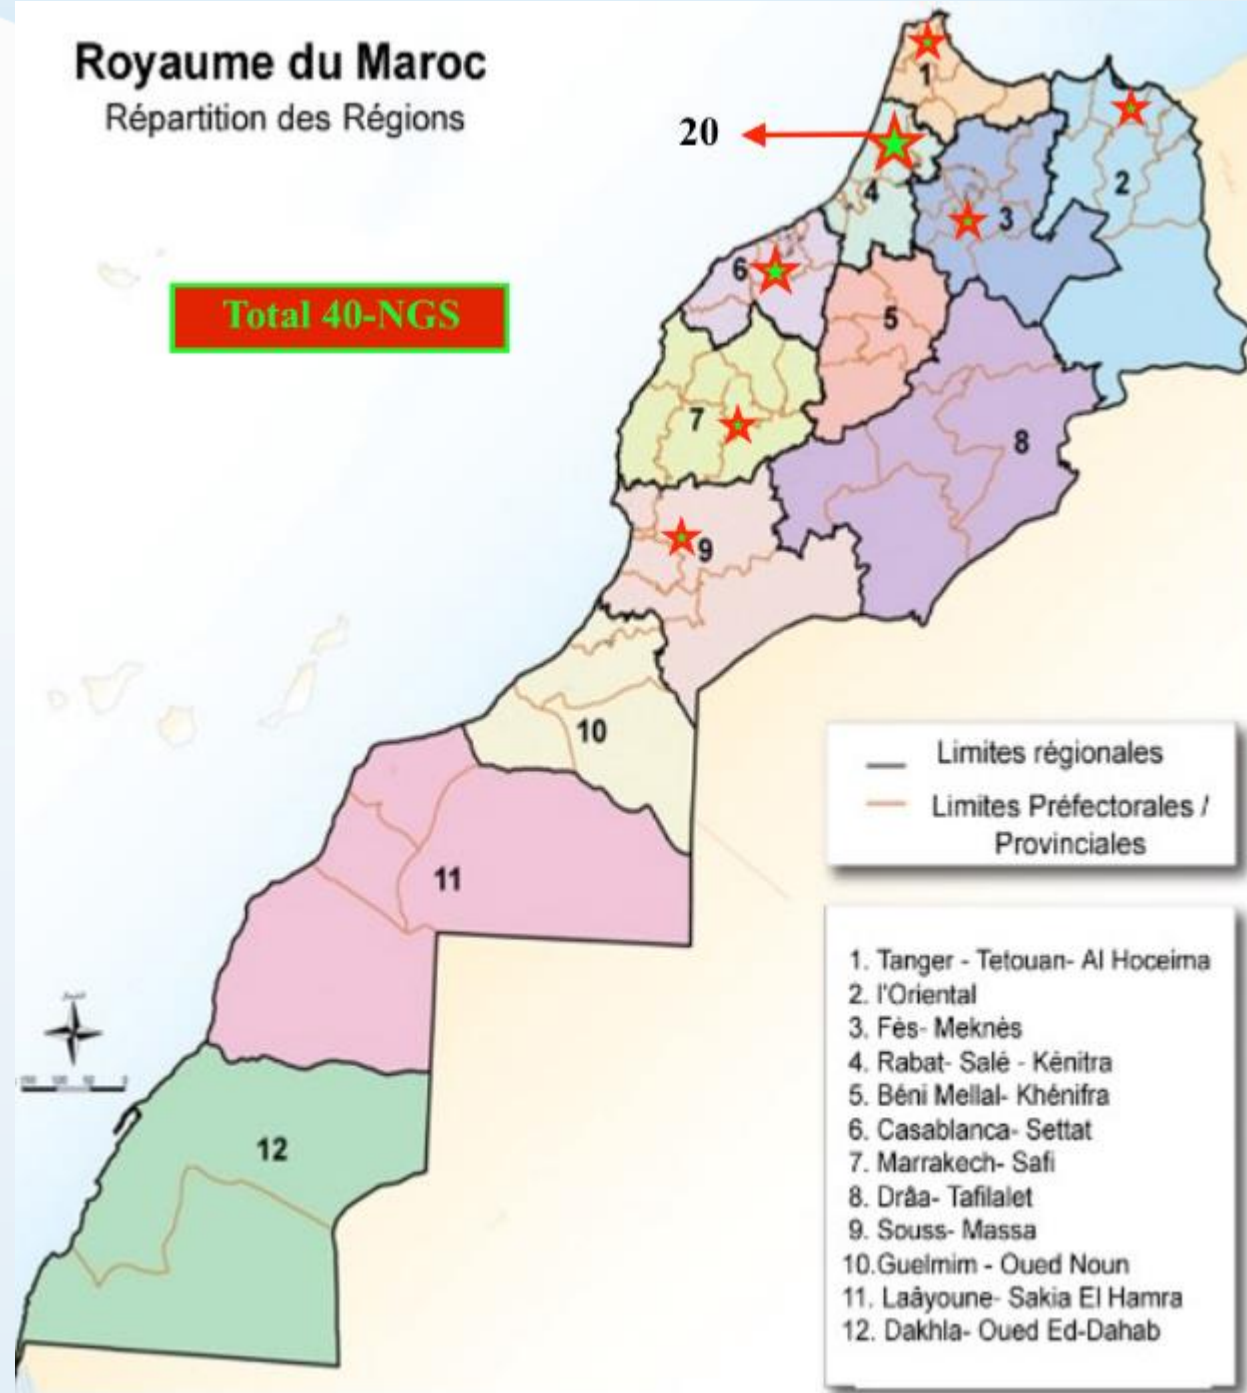 Royaume du Maroc
Répartition des Régions
20
Total 40-NGS
1
2
3
4
5
6
7
8
9
10
11
12
Limites régionales
Limites Préfectorales /
Provinciales
1. Tanger - Tetouan- Al Hoceima
2. l'Oriental
3. Fès- Meknès
4. Rabat- Salé - Kénitra
5. Béni Mellal- Khénifra
6. Casablanca- Settat
7. Marrakech- Safi
8. Drâa- Tafilalet
9. Souss- Massa
10.Guelmim - Oued Noun
11. Laâyoune- Sakia El Hamra
12. Dakhla- Oued Ed-Dahab